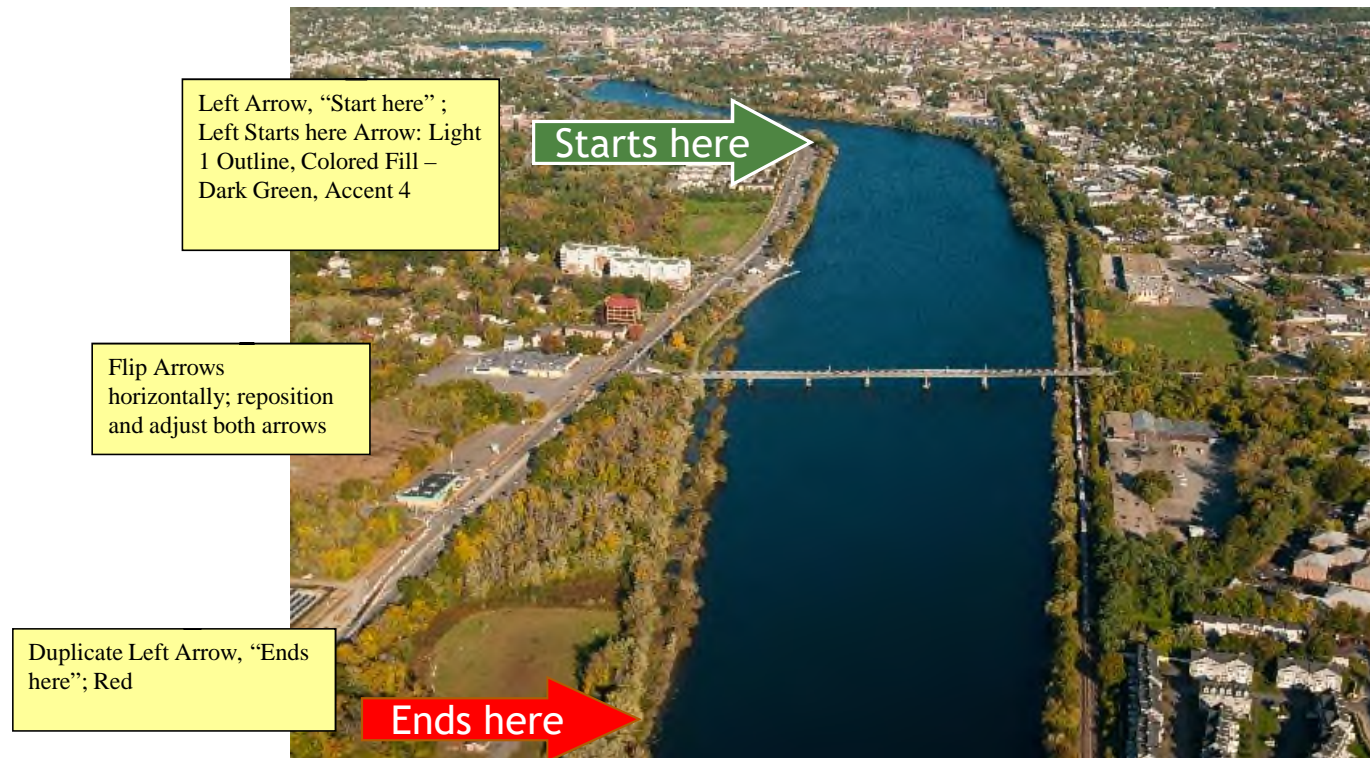 Left Arrow, “Start here” ;
Left Starts here Arrow: Light
1 Outline, Colored Fill –
Dark Green, Accent 4
Starts here
Flip Arrows
horizontally; reposition
and adjust both arrows
Duplicate Left Arrow, “Ends
here”; Red
Ends here